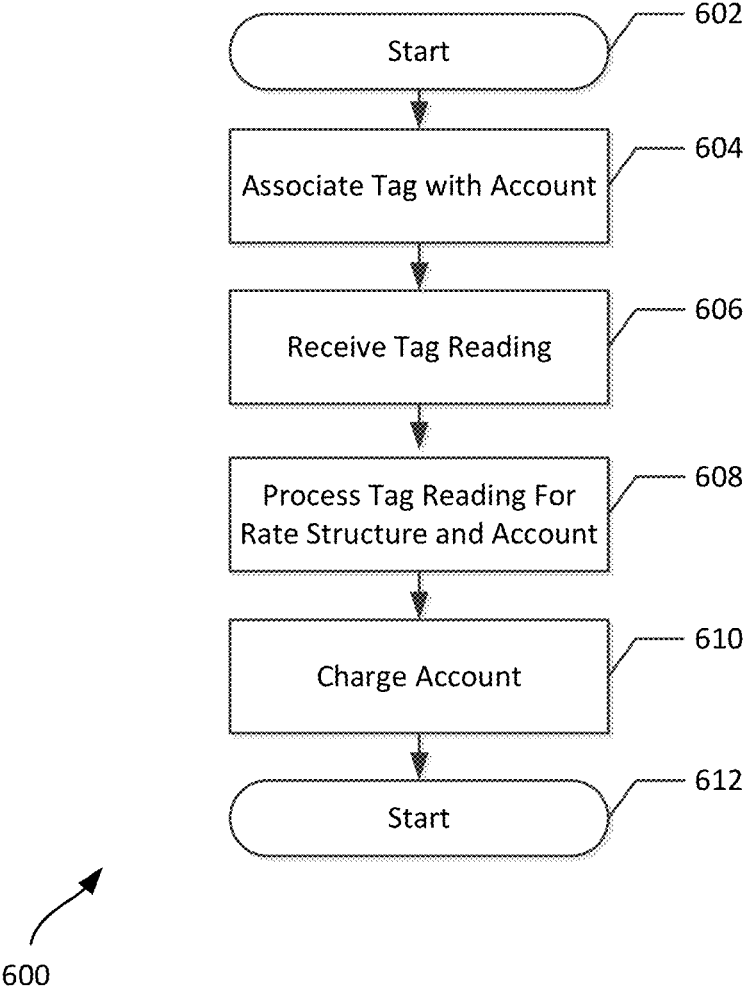 602
Start
604
Associate Tag with Account
606
Receive Tag Reading
608
Process Tag Reading For
Rate Structure and Account
610
Charge Account
612
Start
600